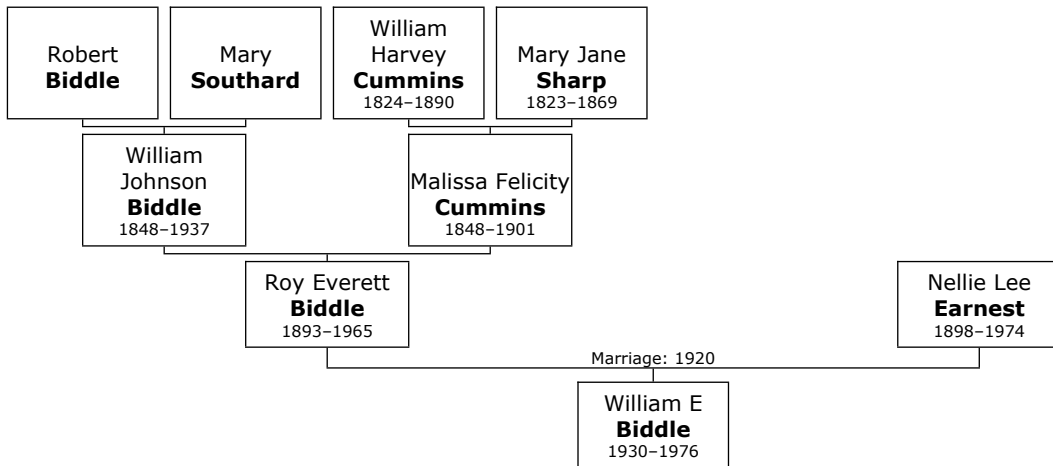 Robert
Biddle
Mary
Southard
William
Harvey
Cummins
1824–1890
Mary Jane
Sharp
1823–1869
William
Johnson
Biddle
1848–1937
Malissa Felicity
Cummins
1848–1901
Roy Everett
Biddle
1893–1965
Nellie Lee
Earnest
1898–1974
Marriage: 1920
William E
Biddle
1930–1976